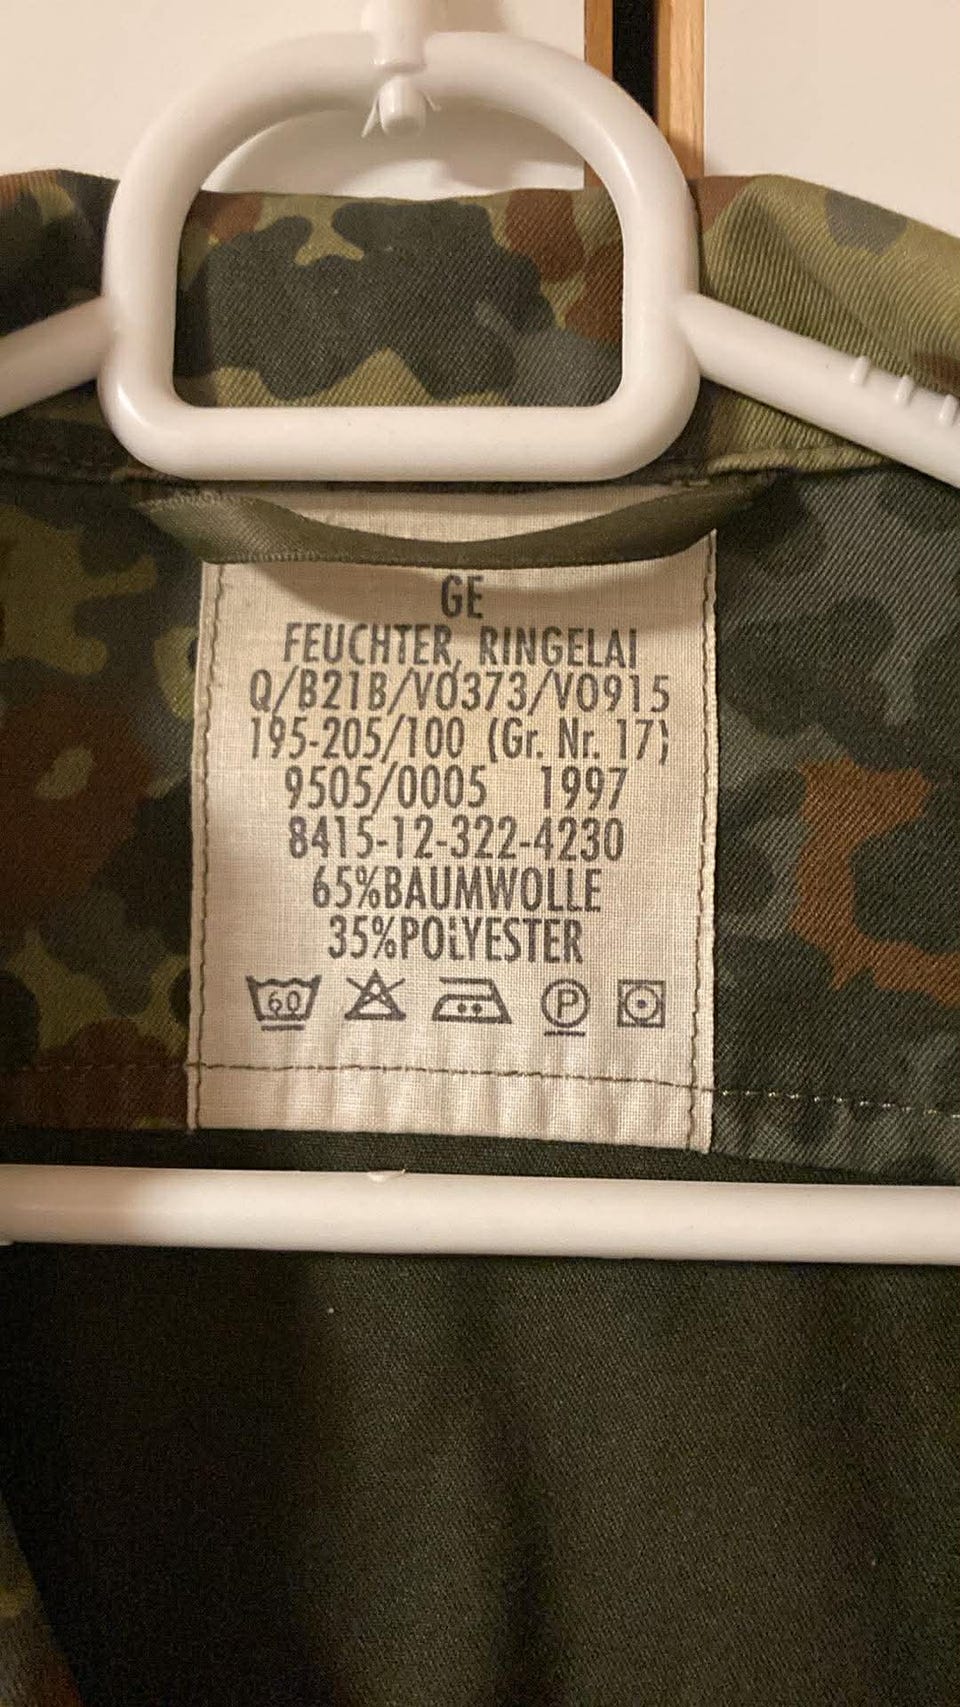 GE
FEUCHTER, RINGELAI
Q/B21B/V0373/V0915
195-205/100 (Gr. Nr. 17)
9505/0005 1997
8415-12-322-4230
65%BAUMWOLLE
35%POLYESTER
60 P